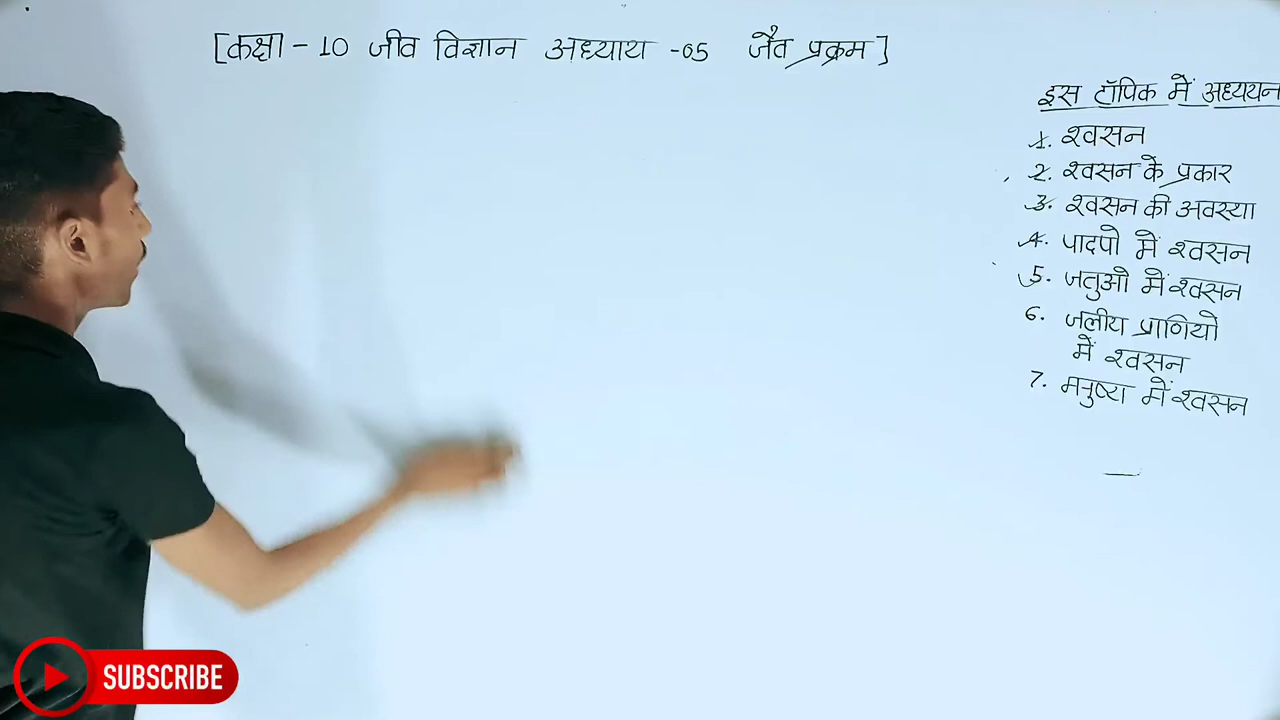 [कक्षा - 10 जीव विज्ञान अध्याय -05 जैव प्रक्रम]
इस टॉपिक में अध्ययन
1. श्वसन
2. श्वसन के प्रकार
3. श्वसन की अवस्था
4. पादपो में श्वसन
5. जतुओ में श्वसन
6. जलीय प्राणियो
में श्वसन
7. मनुष्य में श्वसन
SUBSCRIBE